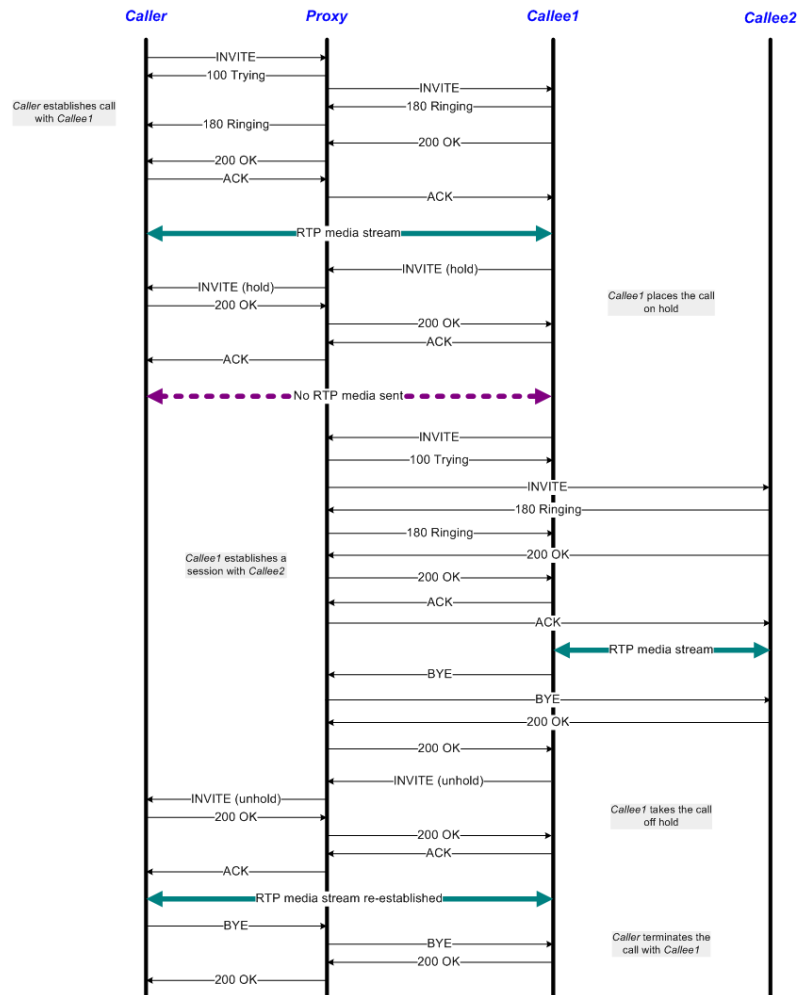 Caller
Proxy
Callee1
Callee2
INVITE
100 Trying
INVITE
180 Ringing
Caller establishes call
with Callee1
180 Ringing
200 OK
200 OK
ACK
ACK
RTP media stream
INVITE (hold)
INVITE (hold)
Callee1 places the call
on hold
200 OK
200 OK
ACK
ACK
No RTP media sent
INVITE
100 Trying
INVITE
180 Ringing
180 Ringing
200 OK
Callee1 establishes a
session with Callee2
200 OK
ACK
ACK
RTP media stream
BYE
BYE
200 OK
200 OK
INVITE (unhold)
INVITE (unhold)
Callee1 takes the call
off hold
200 OK
200 OK
ACK
ACK
RTP media stream re-established
BYE
Caller terminates the
call with Callee1
BYE
200 OK
200 OK